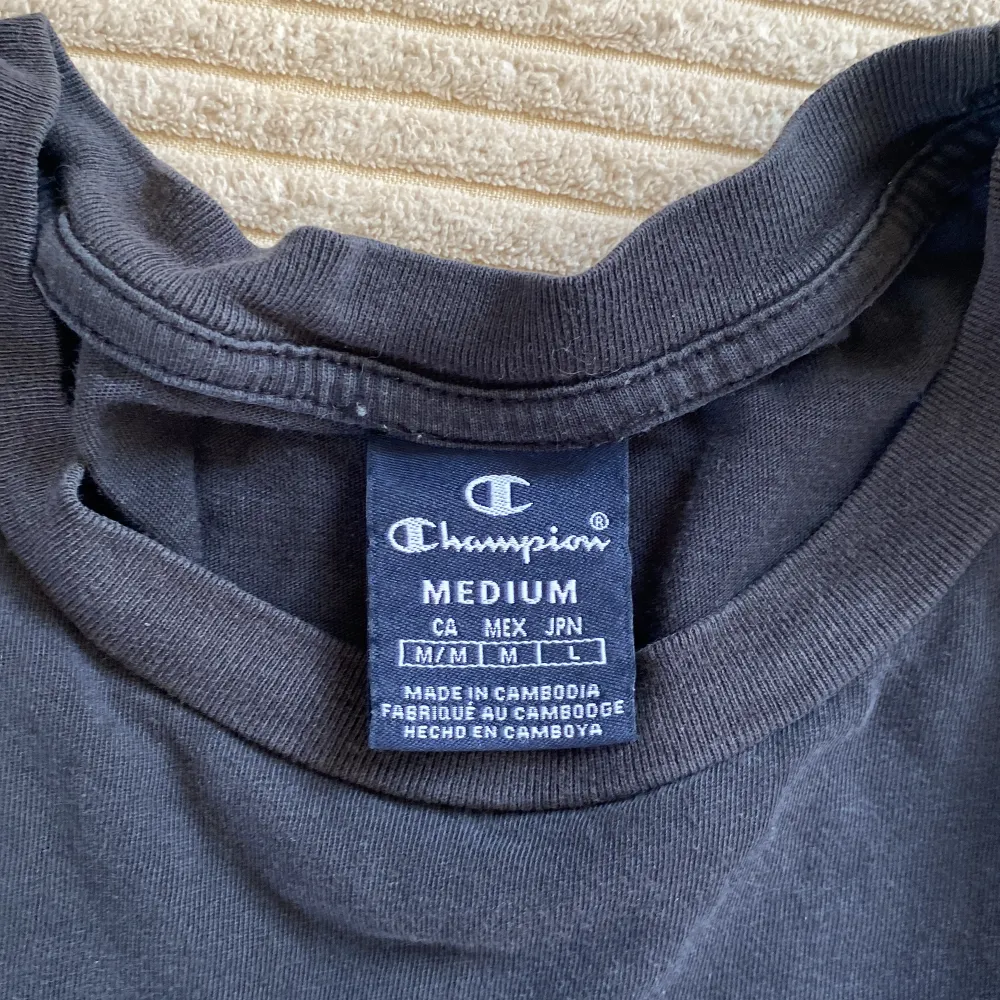 Champion®
MEDIUM
CA MEX JPN
M/M M L
MADE IN CAMBODIA
FABRIQUÉ AU CAMBODGE
HECHO EN CAMBOYA